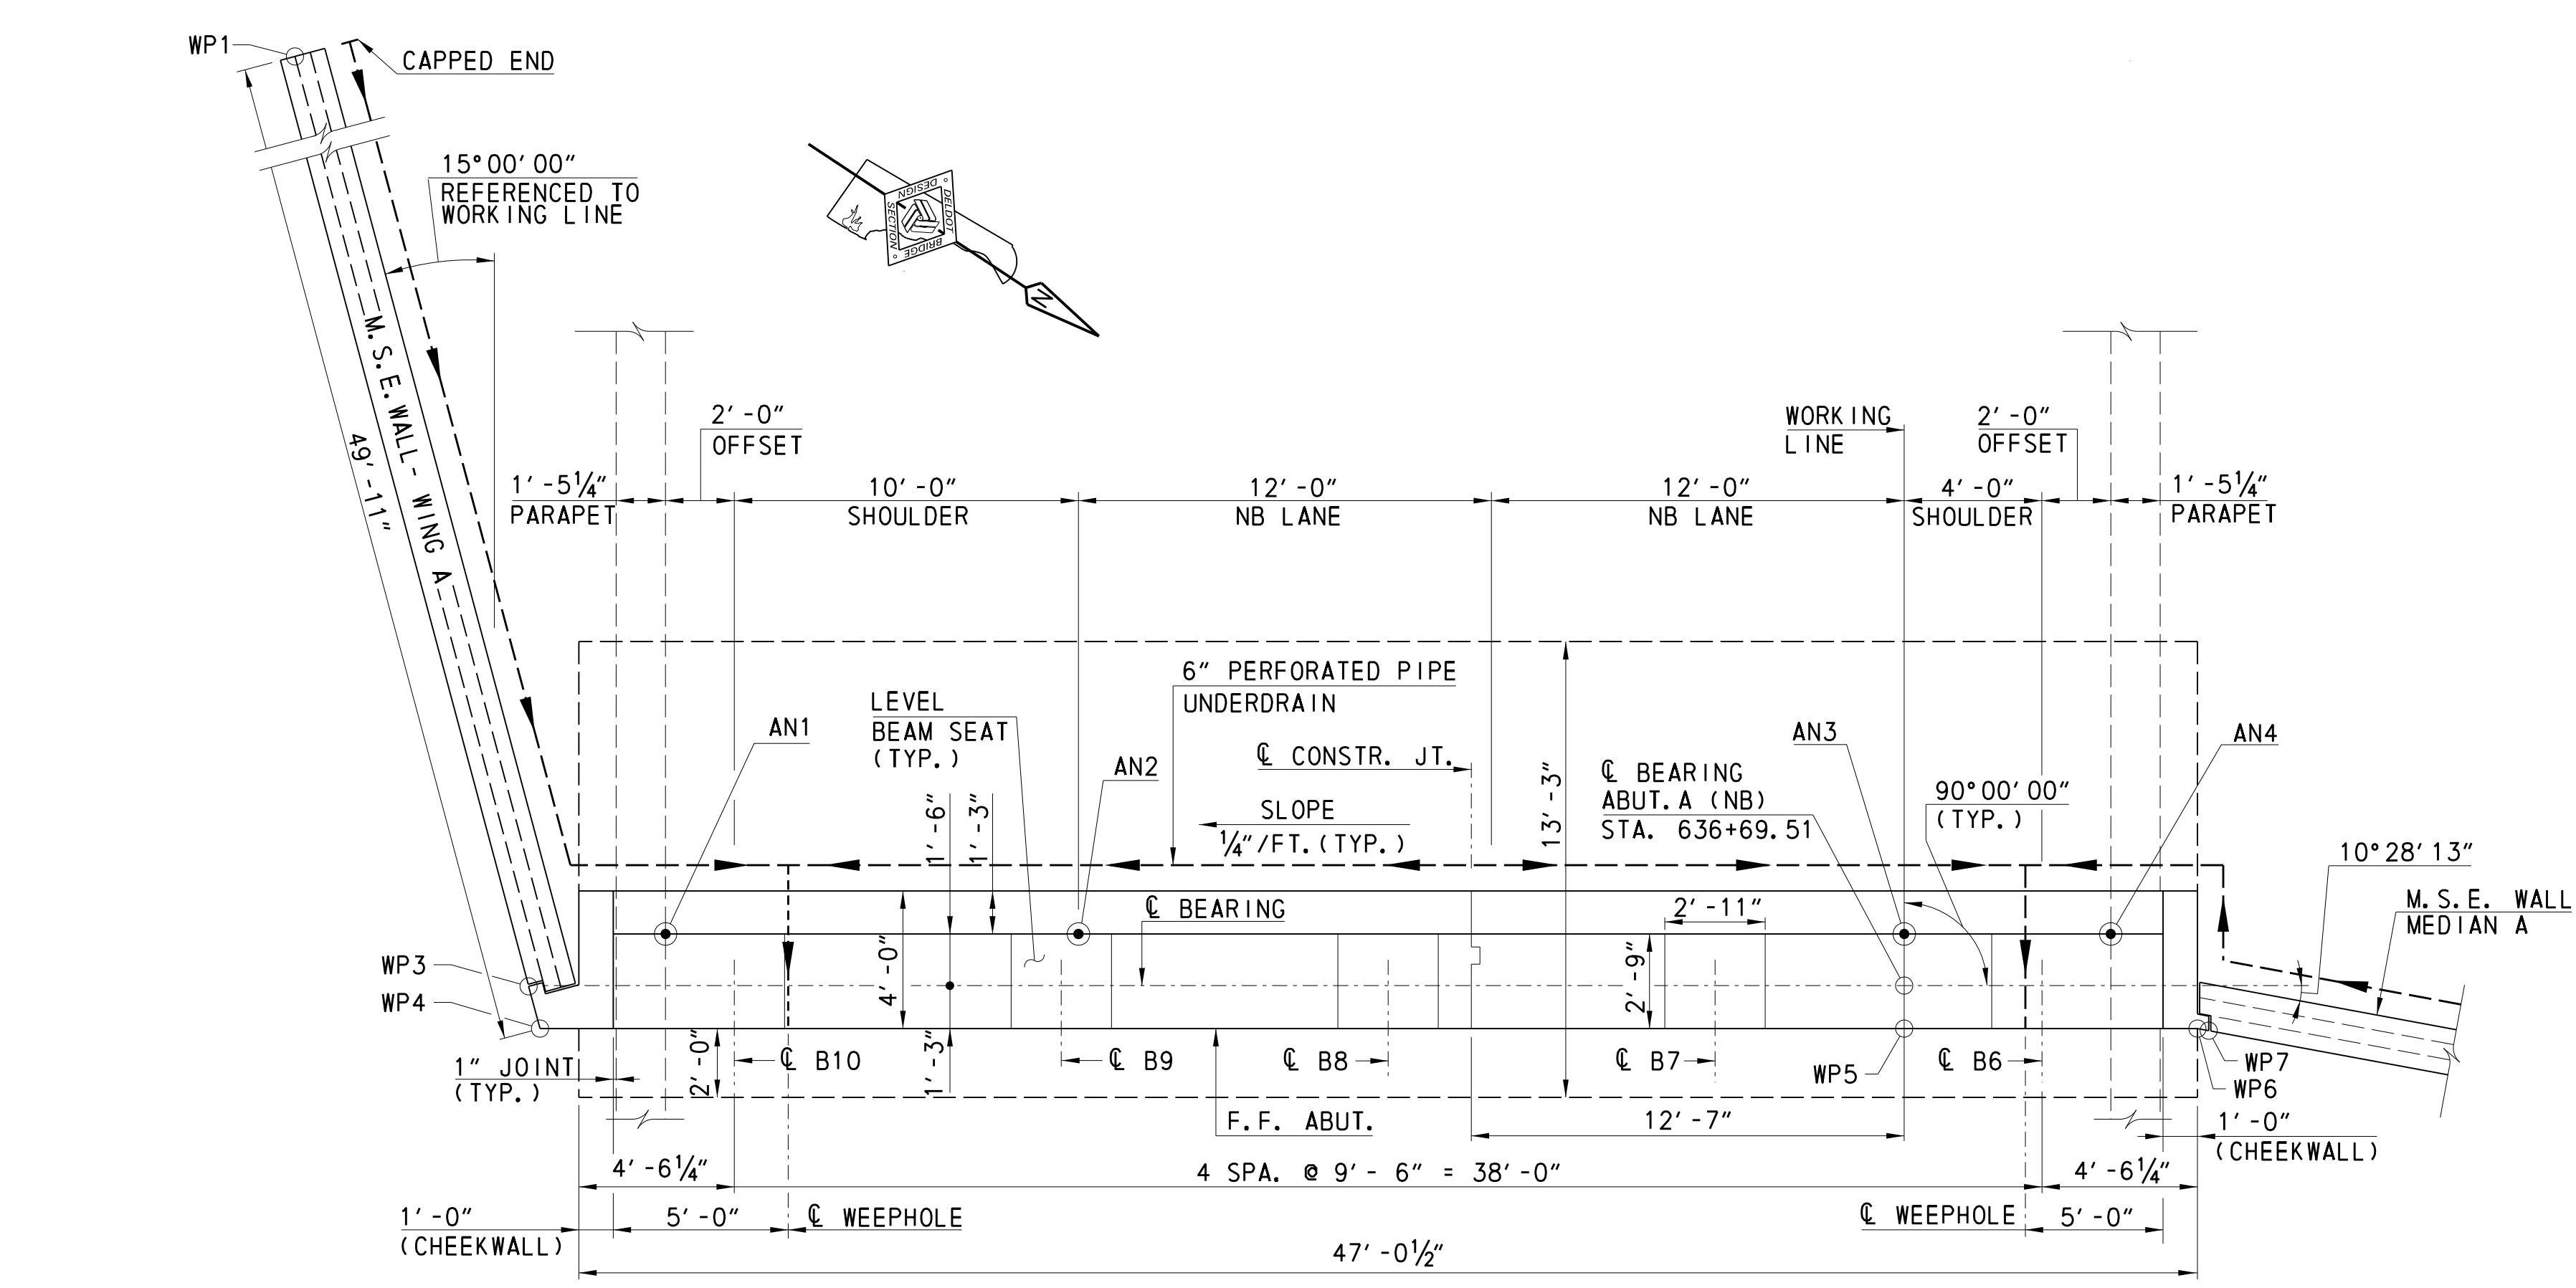 WP1
CAPPED END
15°00'00"
REFERENCED TO
WORKING LINE
DESIGN
DELDOT
SECTION
BRIDGE
N
M.S.E. WALL - WING A
49'-11"
2'-0"
OFFSET
WORKING
LINE
2'-0"
OFFSET
1'-5¼"
PARAPET
10'-0"
SHOULDER
12'-0"
NB LANE
12'-0"
NB LANE
4'-0"
SHOULDER
1'-5¼"
PARAPET
6" PERFORATED PIPE
UNDERDRAIN
LEVEL
BEAM SEAT
(TYP.)
AN1
AN2
AN3
AN4
℄ CONSTR. JT.
℄ BEARING
ABUT. A (NB)
STA. 636+69.51
90°00'00"
(TYP.)
13'-3"
SLOPE
¼"/FT. (TYP.)
1'-6"
1'-3"
10°28'13"
M.S.E. WALL
MEDIAN A
℄ BEARING
2'-11"
4'-0"
2'-9"
WP3
WP4
1" JOINT
(TYP.)
2'-0"
℄ B10
1'-3"
℄ B9
℄ B8
℄ B7
WP5
℄ B6
WP7
WP6
F.F. ABUT.
12'-7"
1'-0"
(CHEEKWALL)
4'-6¼"
4 SPA. @ 9'- 6" = 38'-0"
4'-6¼"
1'-0"
(CHEEKWALL)
5'-0"
℄ WEEPHOLE
℄ WEEPHOLE
5'-0"
47'-0½"